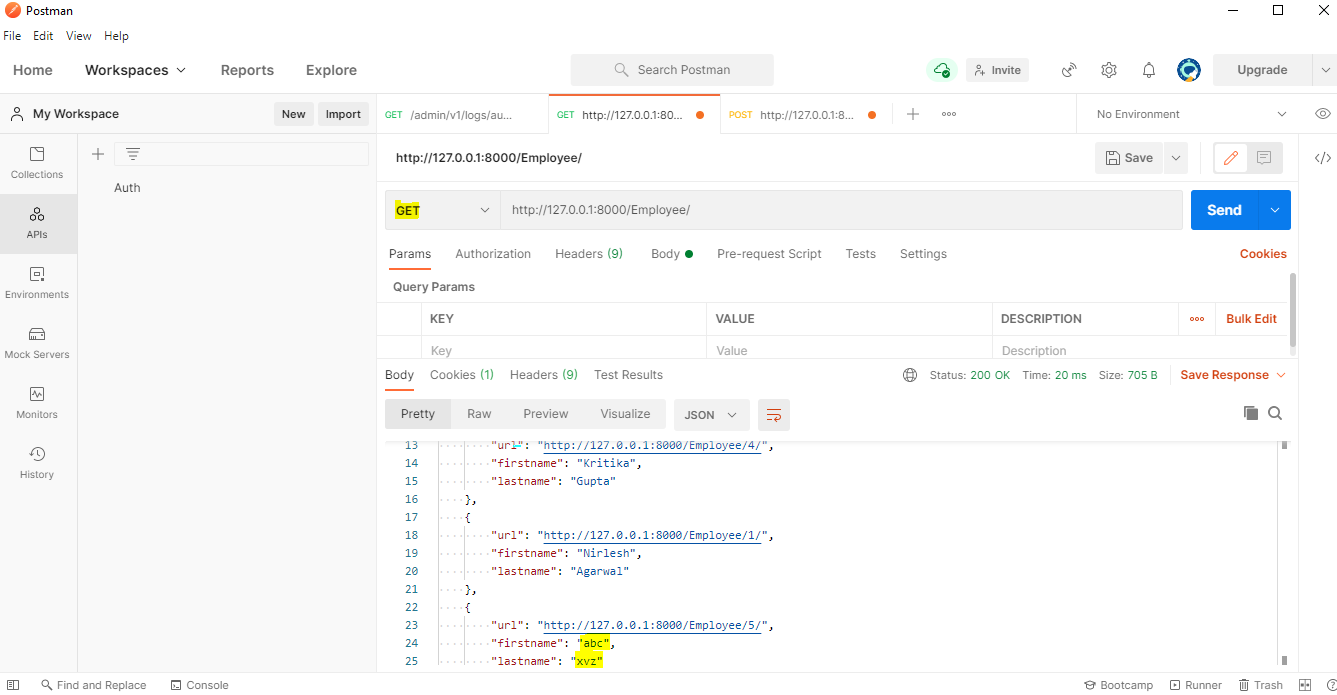 Postman
File Edit View Help
Home Workspaces Reports Explore Search Postman Invite Upgrade
My Workspace New Import GET /admin/v1/logs/au... GET http://127.0.0.1:80... POST http://127.0.0.1:8... No Environment
Collections
APIs
Environments
Mock Servers
Monitors
History
Auth
http://127.0.0.1:8000/Employee/ Save
GET http://127.0.0.1:8000/Employee/ Send
Params Authorization Headers (9) Body Pre-request Script Tests Settings Cookies
Query Params
KEY VALUE DESCRIPTION Bulk Edit
Key Value Description
Body Cookies (1) Headers (9) Test Results Status: 200 OK Time: 20 ms Size: 705 B Save Response
Pretty Raw Preview Visualize JSON
13 "url": "http://127.0.0.1:8000/Employee/4/",
14 "firstname": "Kritika",
15 "lastname": "Gupta"
16 },
17 {
18 "url": "http://127.0.0.1:8000/Employee/1/",
19 "firstname": "Nirlesh",
20 "lastname": "Agarwal"
21 },
22 {
23 "url": "http://127.0.0.1:8000/Employee/5/",
24 "firstname": "abc",
25 "lastname": "xvz"
Find and Replace Console Bootcamp Runner Trash